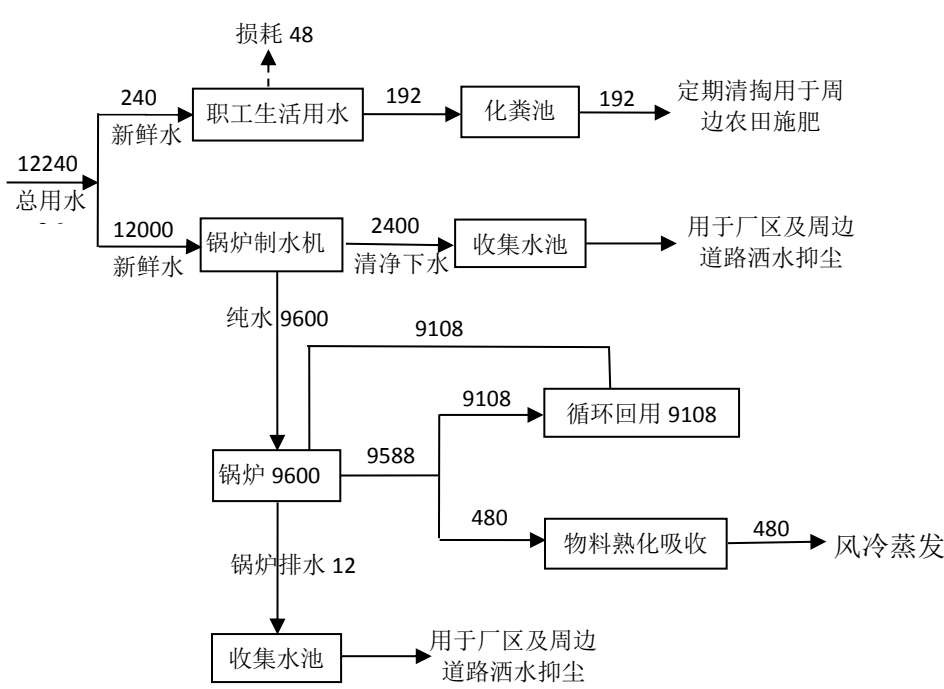 损耗 48
240
新鲜水
职工生活用水
192
化粪池
192
定期清掏用于周
边农田施肥
12240
总用水
12000
新鲜水
锅炉制水机
2400
清净下水
收集水池
用于厂区及周边
道路洒水抑尘
纯水 9600
9108
9108
循环回用 9108
锅炉 9600
9588
480
物料熟化吸收
480
风冷蒸发
锅炉排水 12
收集水池
用于厂区及周边
道路洒水抑尘